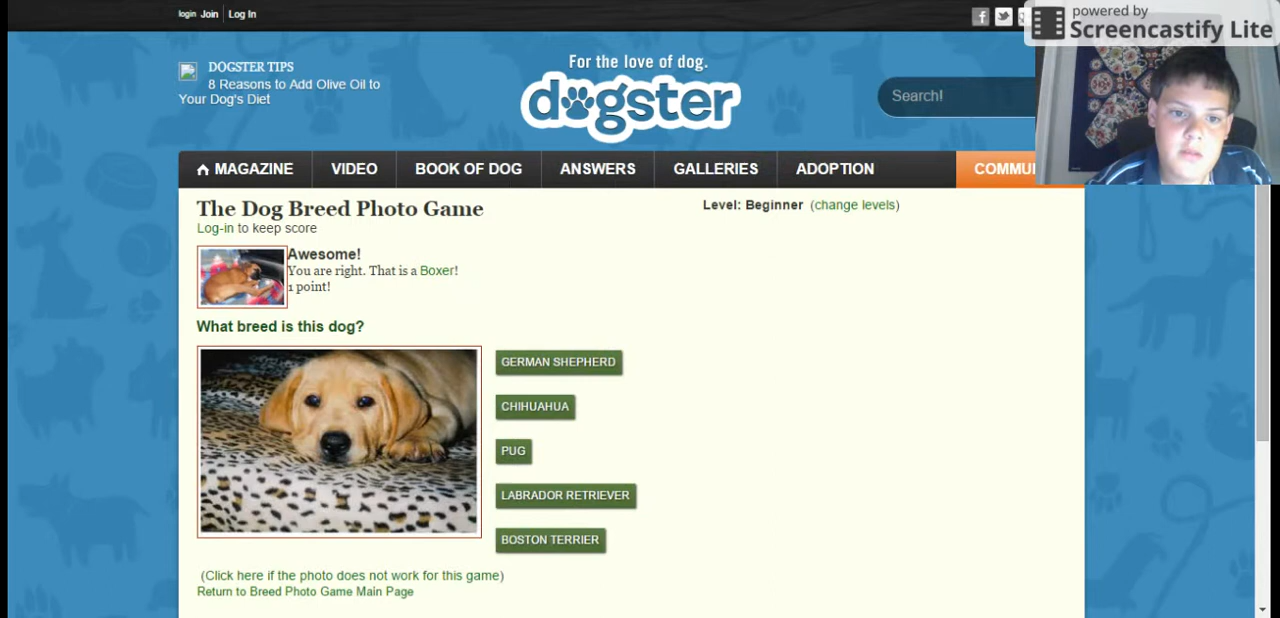 login Join Log In
powered by
Screencastify Lite
DOGSTER TIPS
8 Reasons to Add Olive Oil to
Your Dog's Diet
For the love of dog.
dogster
Search!
MAGAZINE
VIDEO
BOOK OF DOG
ANSWERS
GALLERIES
ADOPTION
COMMU
The Dog Breed Photo Game
Log-in to keep score
Level: Beginner (change levels)
Awesome!
You are right. That is a Boxer!
1 point!
What breed is this dog?
GERMAN SHEPHERD
CHIHUAHUA
PUG
LABRADOR RETRIEVER
BOSTON TERRIER
(Click here if the photo does not work for this game)
Return to Breed Photo Game Main Page